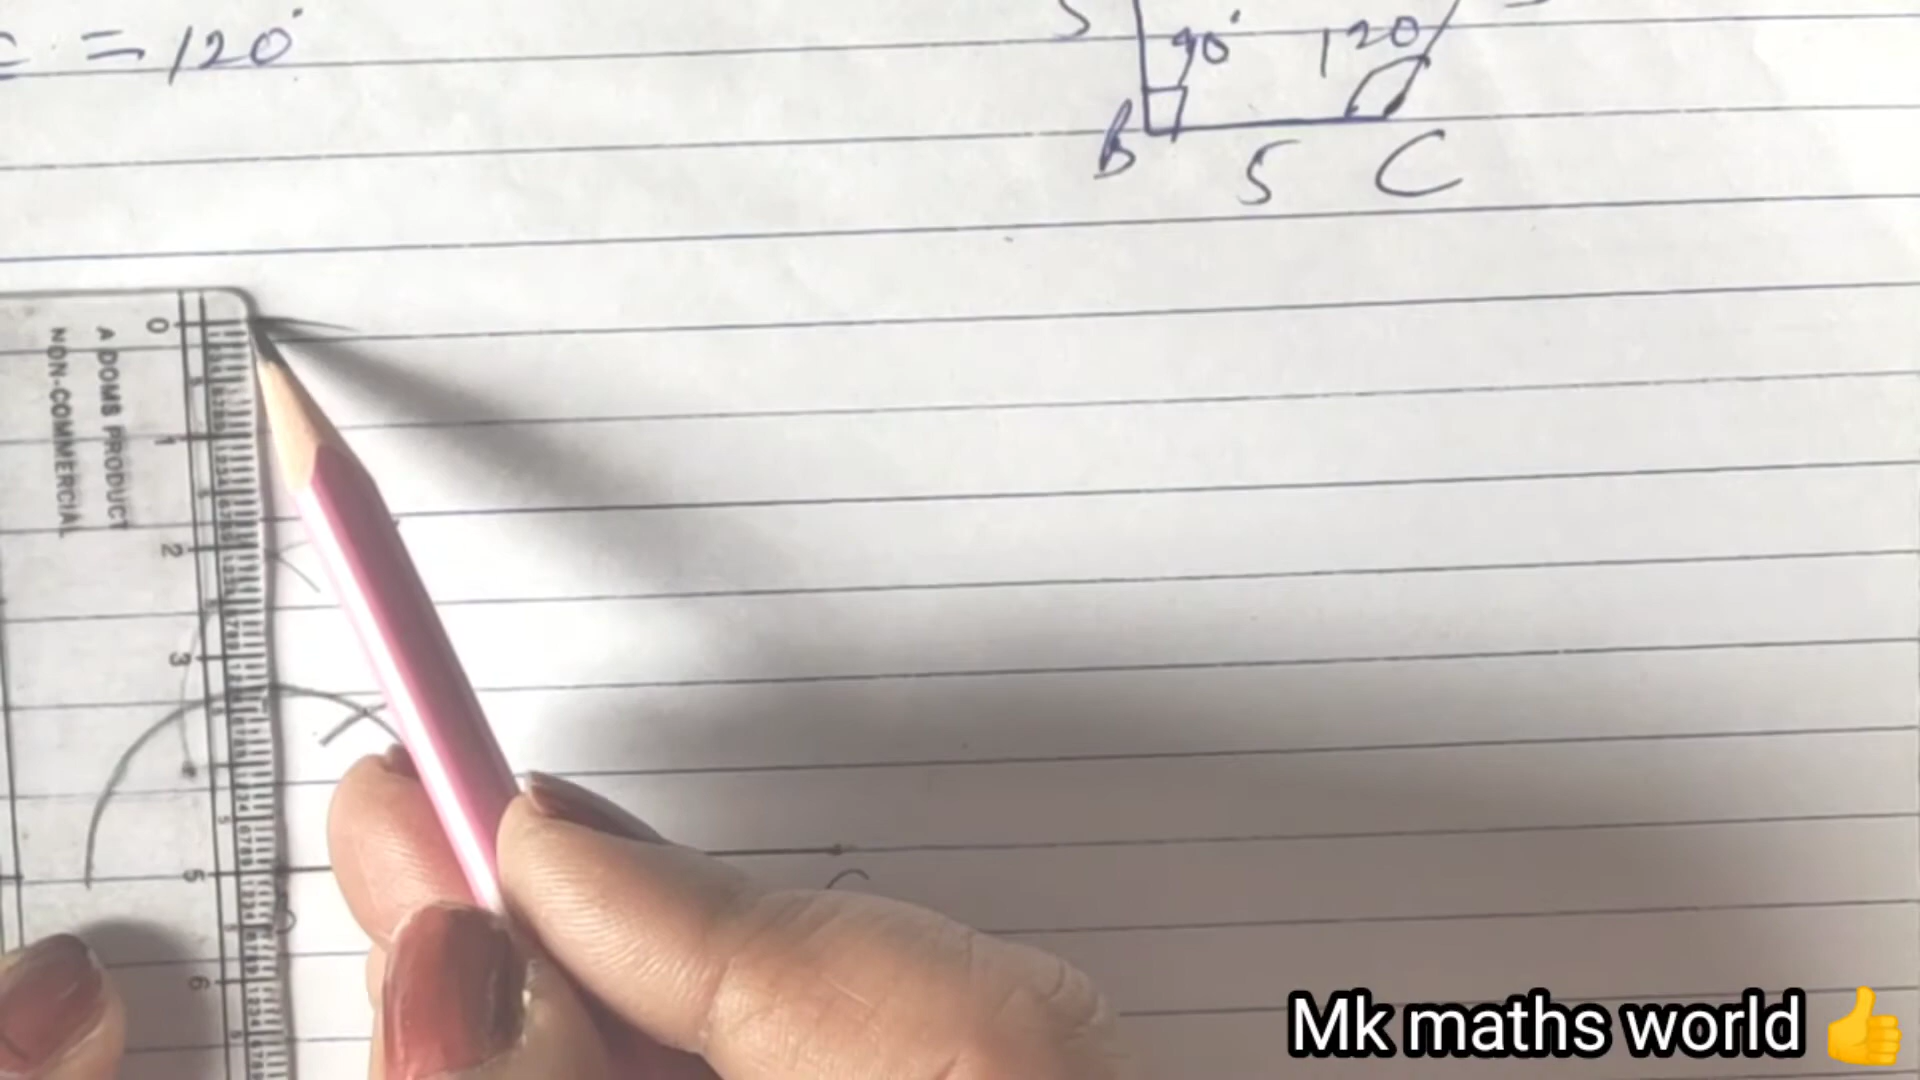 = 120°
5
90° 120
B
5 C
A DOMS PRODUCT
NON-COMMERCIAL
0
1
2
3
5
6
C
Mk maths world 👍